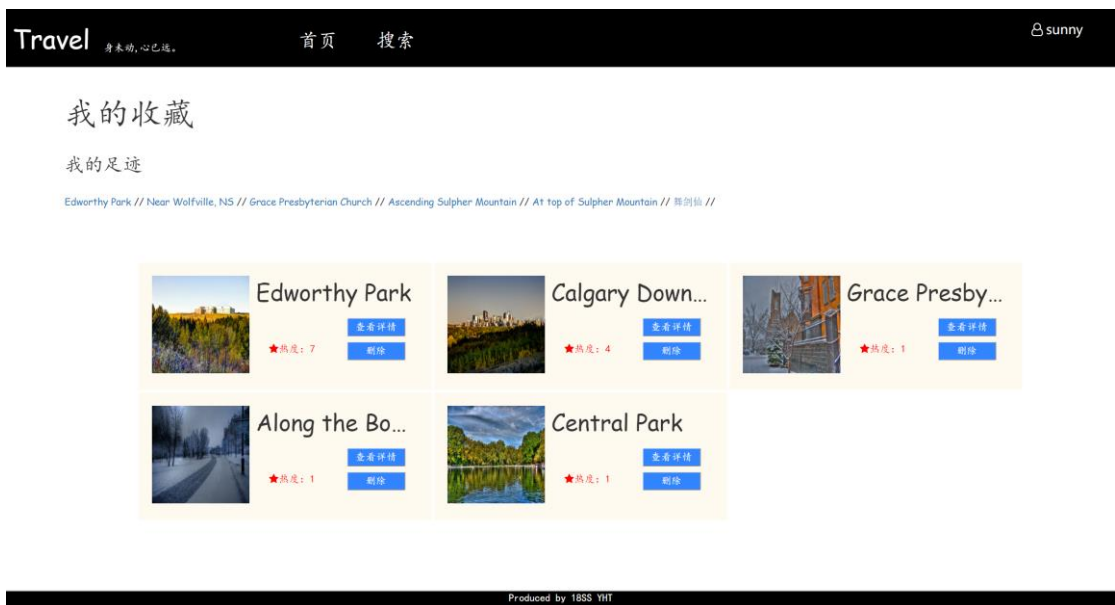 Travel 身未动,心已远。 首页 搜索 sunny
我的收藏
我的足迹
Edworthy Park // Near Wolfville, NS // Grace Presbyterian Church // Ascending Sulpher Mountain // At top of Sulpher Mountain // 舞剑仙 //
Edworthy Park
查看详情
热度：7 删除
Calgary Down...
查看详情
热度：4 删除
Grace Presby...
查看详情
热度：1 删除
Along the Bo...
查看详情
热度：1 删除
Central Park
查看详情
热度：1 删除
Produced by 18SS YHT